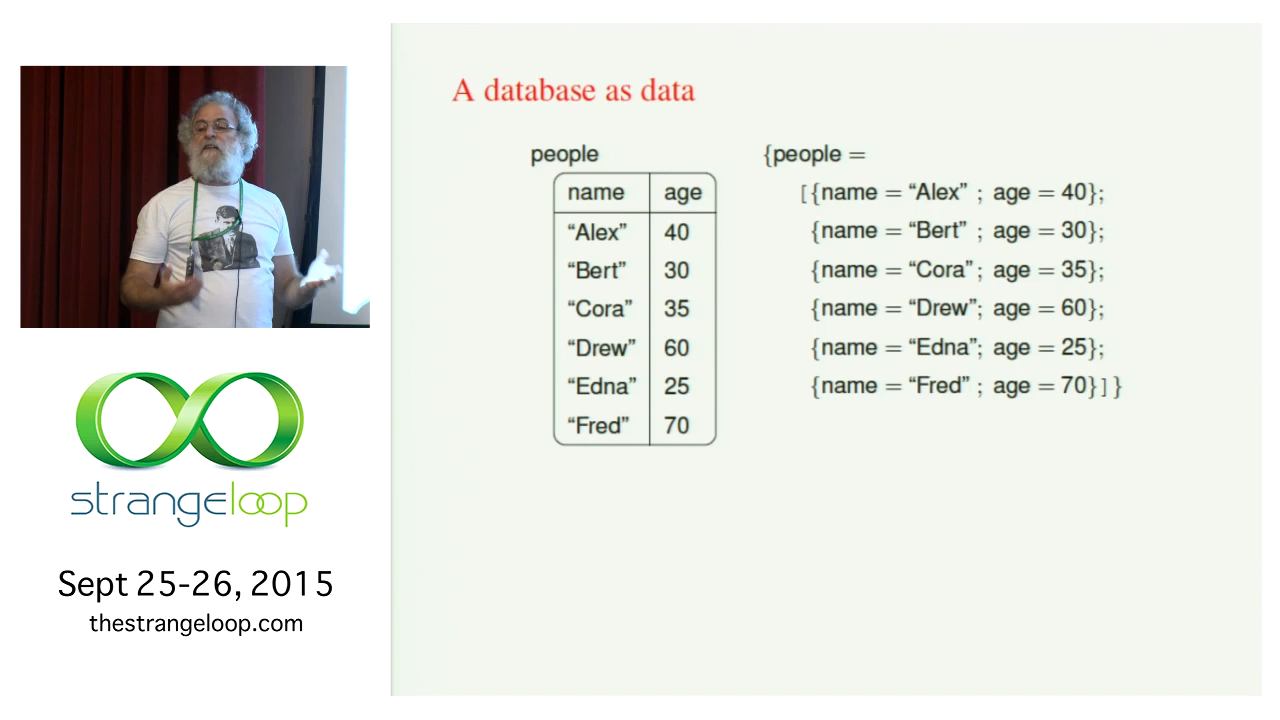 A database as data
people
name age
“Alex” 40
“Bert” 30
“Cora” 35
“Drew” 60
“Edna” 25
“Fred” 70
{people =
[{name = “Alex” ; age = 40};
{name = “Bert” ; age = 30};
{name = “Cora”; age = 35};
{name = “Drew”; age = 60};
{name = “Edna”; age = 25};
{name = “Fred” ; age = 70}]}
strangeloop
Sept 25-26, 2015
thestrangeloop.com